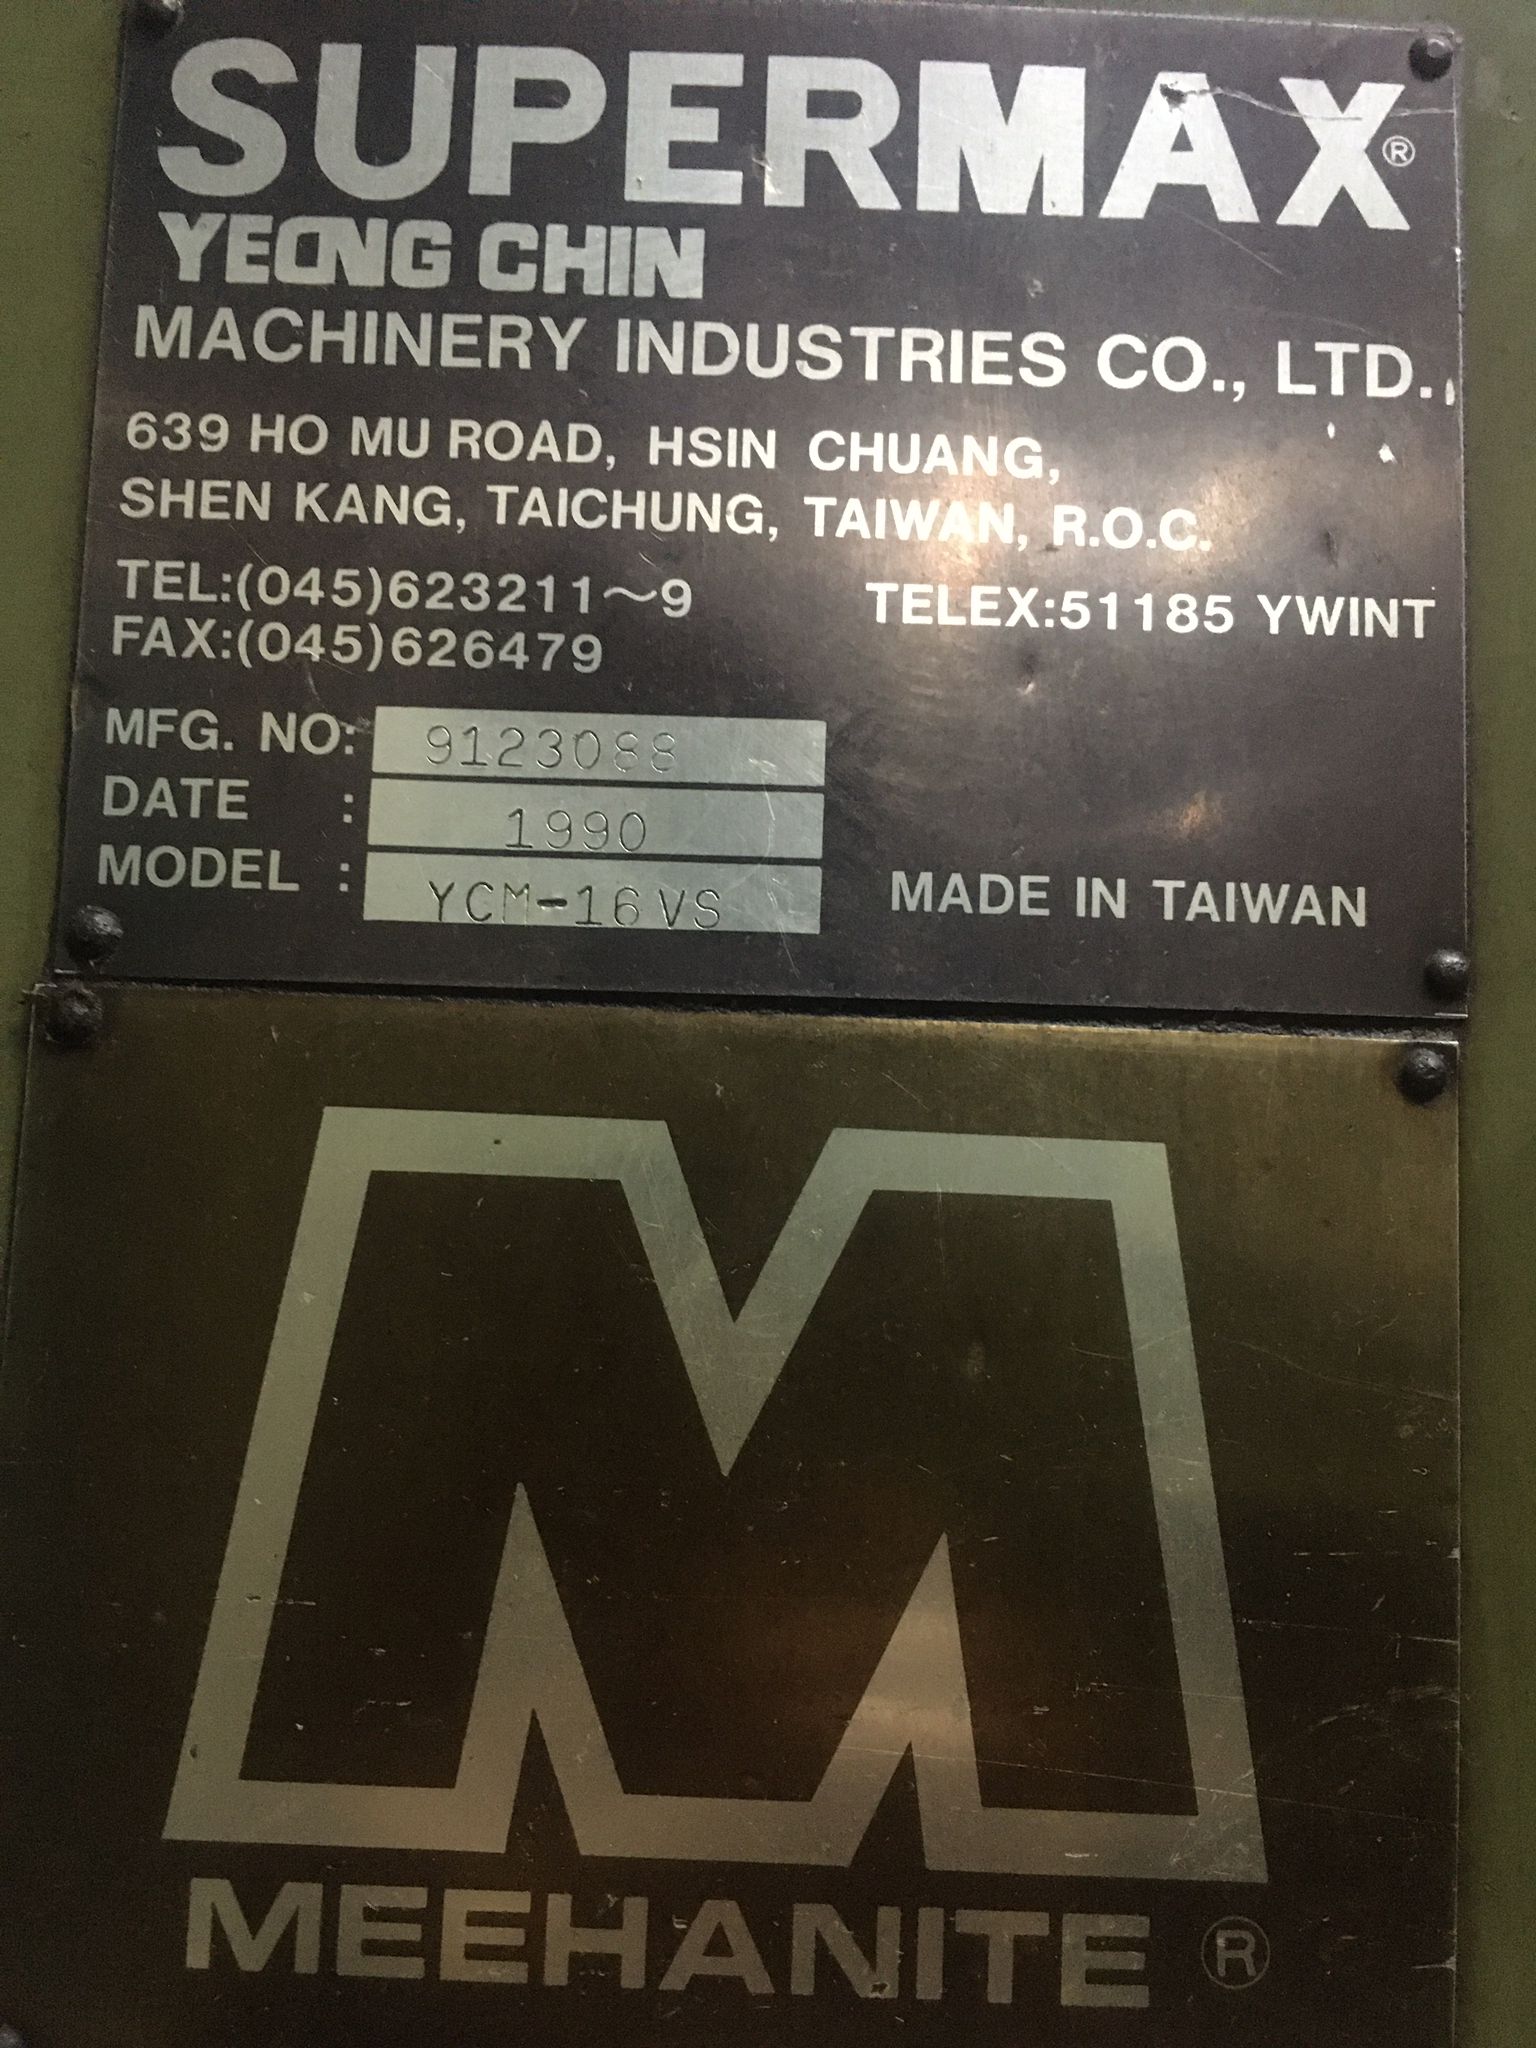 SUPERMAX®
YEONG CHIN
MACHINERY INDUSTRIES CO., LTD.,
639 HO MU ROAD, HSIN CHUANG,
SHEN KANG, TAICHUNG, TAIWAN, R.O.C.
TEL:(045)623211～9 TELEX:51185 YWINT
FAX:(045)626479
MFG. NO: 9123088
DATE : 1990
MODEL : YCM-16VS MADE IN TAIWAN
M
MEEHANITE ®